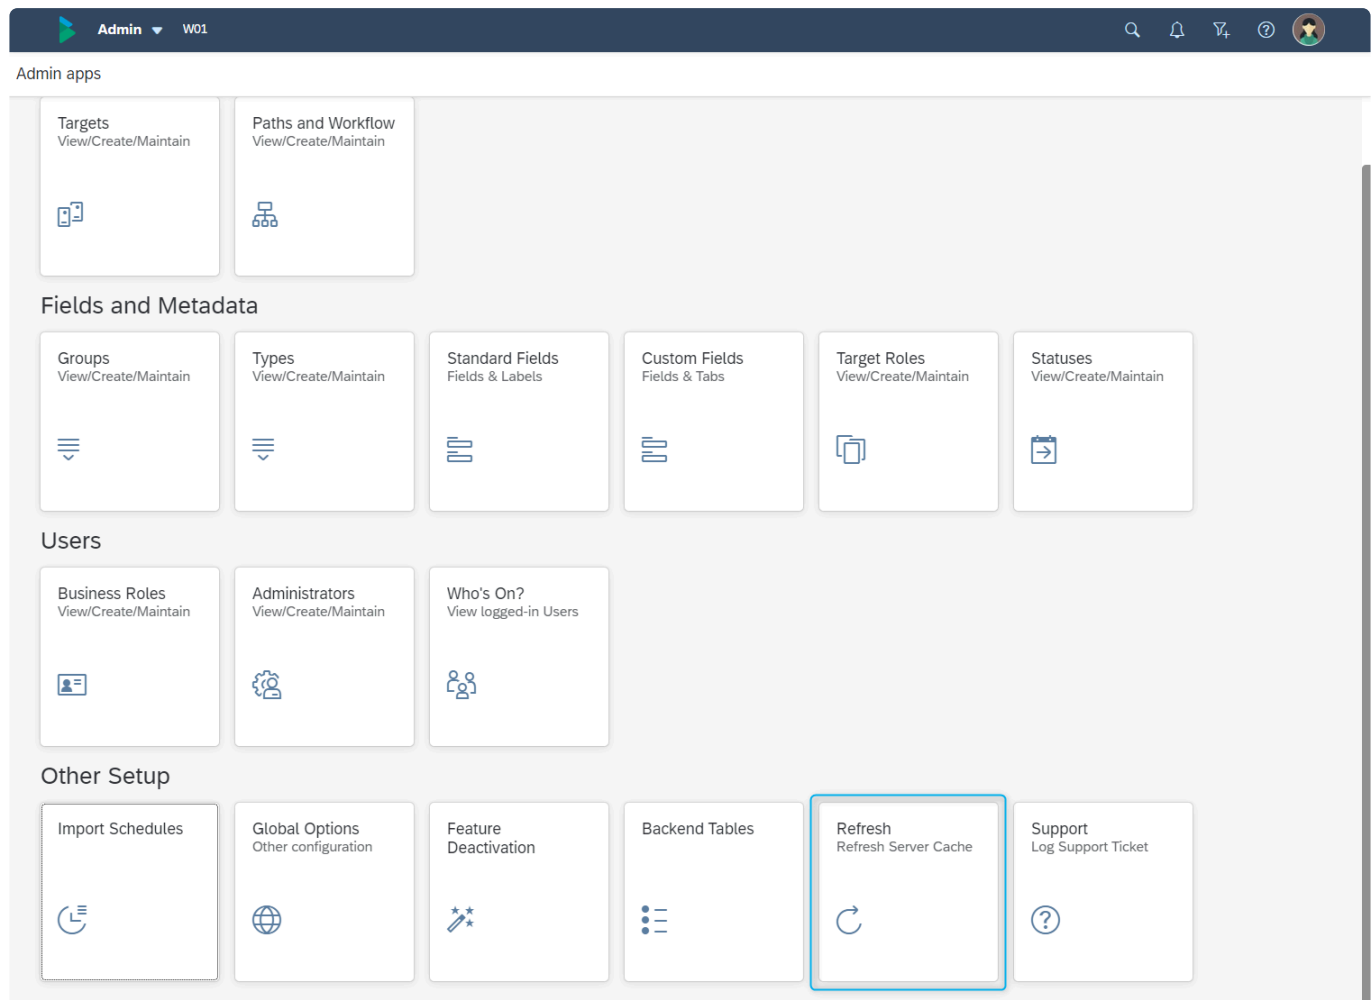 Admin
W01
Admin apps
Targets
View/Create/Maintain
Paths and Workflow
View/Create/Maintain
Fields and Metadata
Groups
View/Create/Maintain
Types
View/Create/Maintain
Standard Fields
Fields & Labels
Custom Fields
Fields & Tabs
Target Roles
View/Create/Maintain
Statuses
View/Create/Maintain
Users
Business Roles
View/Create/Maintain
Administrators
View/Create/Maintain
Who's On?
View logged-in Users
Other Setup
Import Schedules
Global Options
Other configuration
Feature
Deactivation
Backend Tables
Refresh
Refresh Server Cache
Support
Log Support Ticket